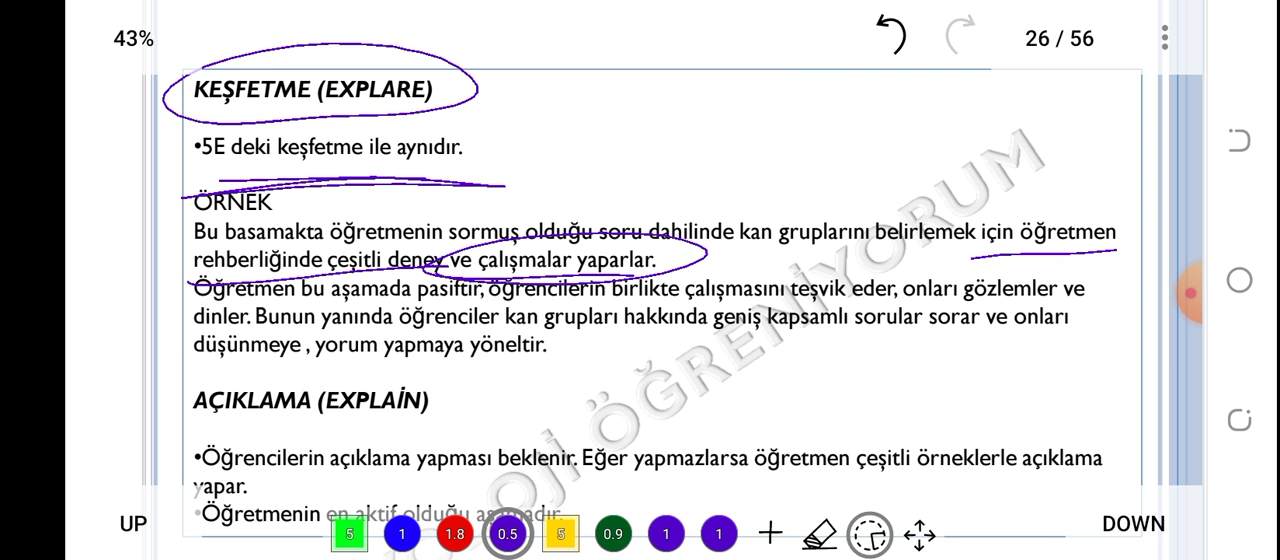 43%
26 / 56
KEŞFETME (EXPLARE)
•5E deki keşfetme ile aynıdır.
ÖRNEK
Bu basamakta öğretmenin sormuş olduğu soru dahilinde kan gruplarını belirlemek için öğretmen
rehberliğinde çeşitli deney ve çalışmalar yaparlar.
Öğretmen bu aşamada pasiftir, öğrencilerin birlikte çalışmasını teşvik eder, onları gözlemler ve
dinler. Bunun yanında öğrenciler kan grupları hakkında geniş kapsamlı sorular sorar ve onları
düşünmeye , yorum yapmaya yöneltir.
AÇIKLAMA (EXPLAİN)
•Öğrencilerin açıklama yapması beklenir. Eğer yapmazlarsa öğretmen çeşitli örneklerle açıklama
yapar.
•Öğretmenin en aktif olduğu aşamadır.
OJİ ÖĞRENİYORUM
UP
5 1 1.8 0.5 5 0.9 1 1
DOWN